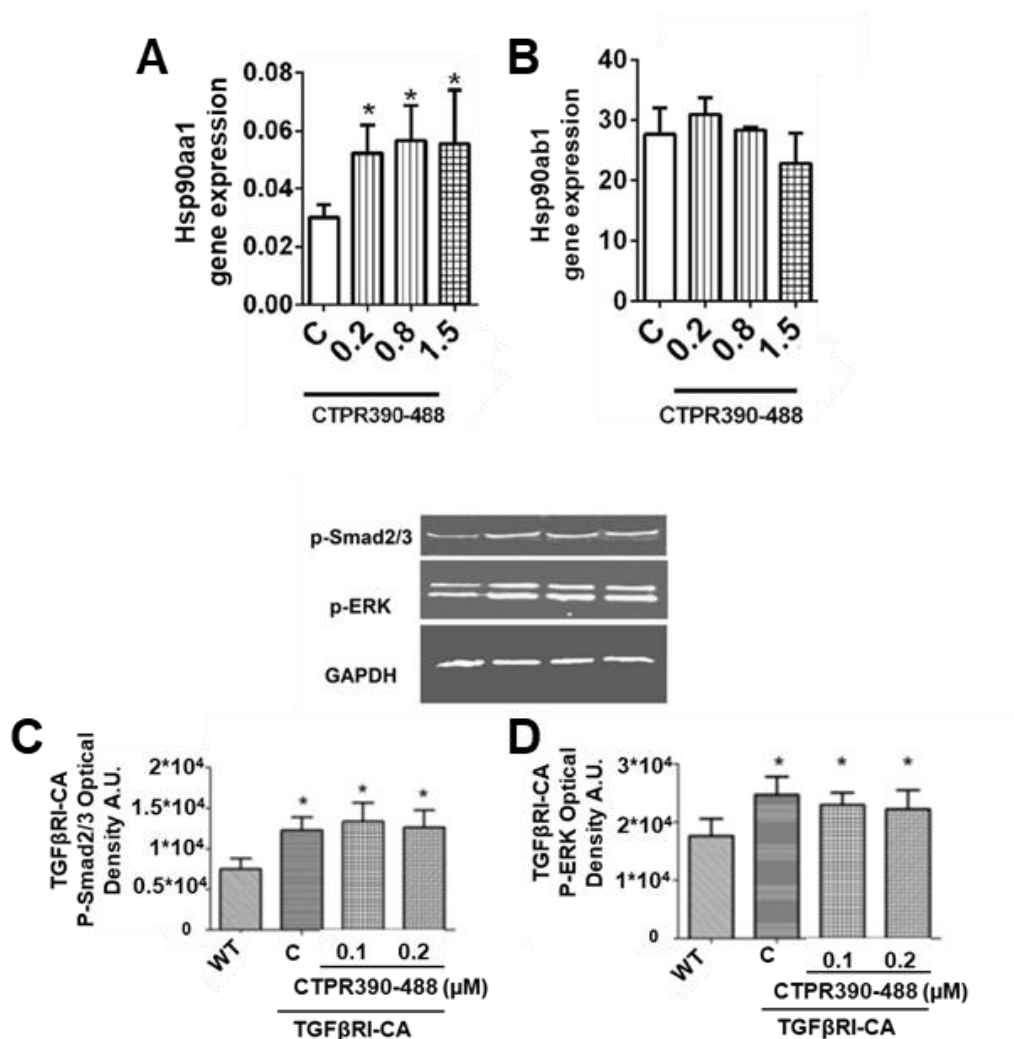 A
Hsp90aa1
gene expression
0.08
0.06
0.04
0.02
0.00
*
*
*
C
0.2
0.8
1.5
CTPR390-488
B
Hsp90ab1
gene expression
40
30
20
10
0
C
0.2
0.8
1.5
CTPR390-488
p-Smad2/3
p-ERK
GAPDH
C
TGFβRI-CA
P-Smad2/3 Optical
Density A.U.
2*10⁴
1.5*10⁴
1*10⁴
0.5*10⁴
0
*
*
*
WT
C
0.1
0.2
CTPR390-488 (μM)
TGFβRI-CA
D
TGFβRI-CA
P-ERK Optical
Density A.U.
3*10⁴
2*10⁴
1*10⁴
0
*
*
*
WT
C
0.1
0.2
CTPR390-488 (μM)
TGFβRI-CA